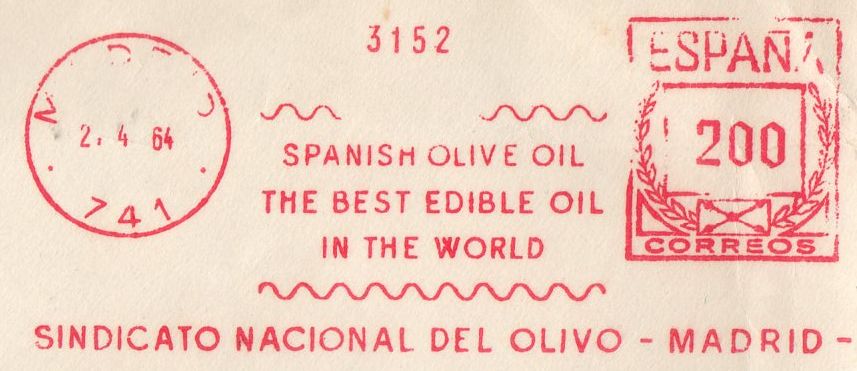 3152
ESPAÑA
2. 4 64
200
741
CORREOS
SPANISH OLIVE OIL
THE BEST EDIBLE OIL
IN THE WORLD
SINDICATO NACIONAL DEL OLIVO - MADRID -